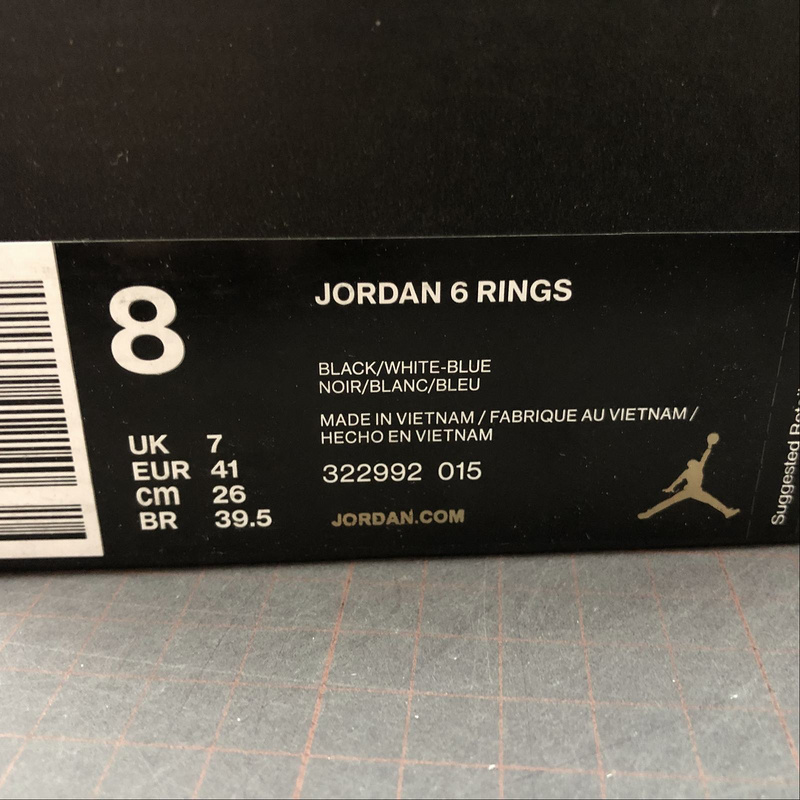 8
UK 7
EUR 41
cm 26
BR 39.5
JORDAN 6 RINGS
BLACK/WHITE-BLUE
NOIR/BLANC/BLEU
MADE IN VIETNAM / FABRIQUE AU VIETNAM /
HECHO EN VIETNAM
322992 015
JORDAN.COM
Suggested